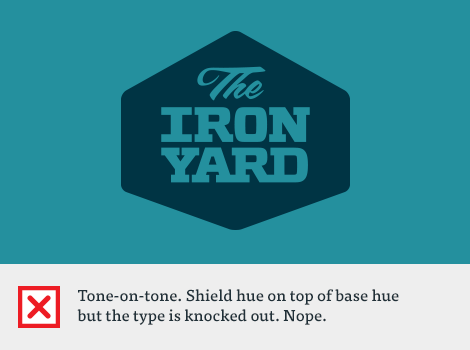 The
IRON
YARD
Tone-on-tone. Shield hue on top of base hue
but the type is knocked out. Nope.